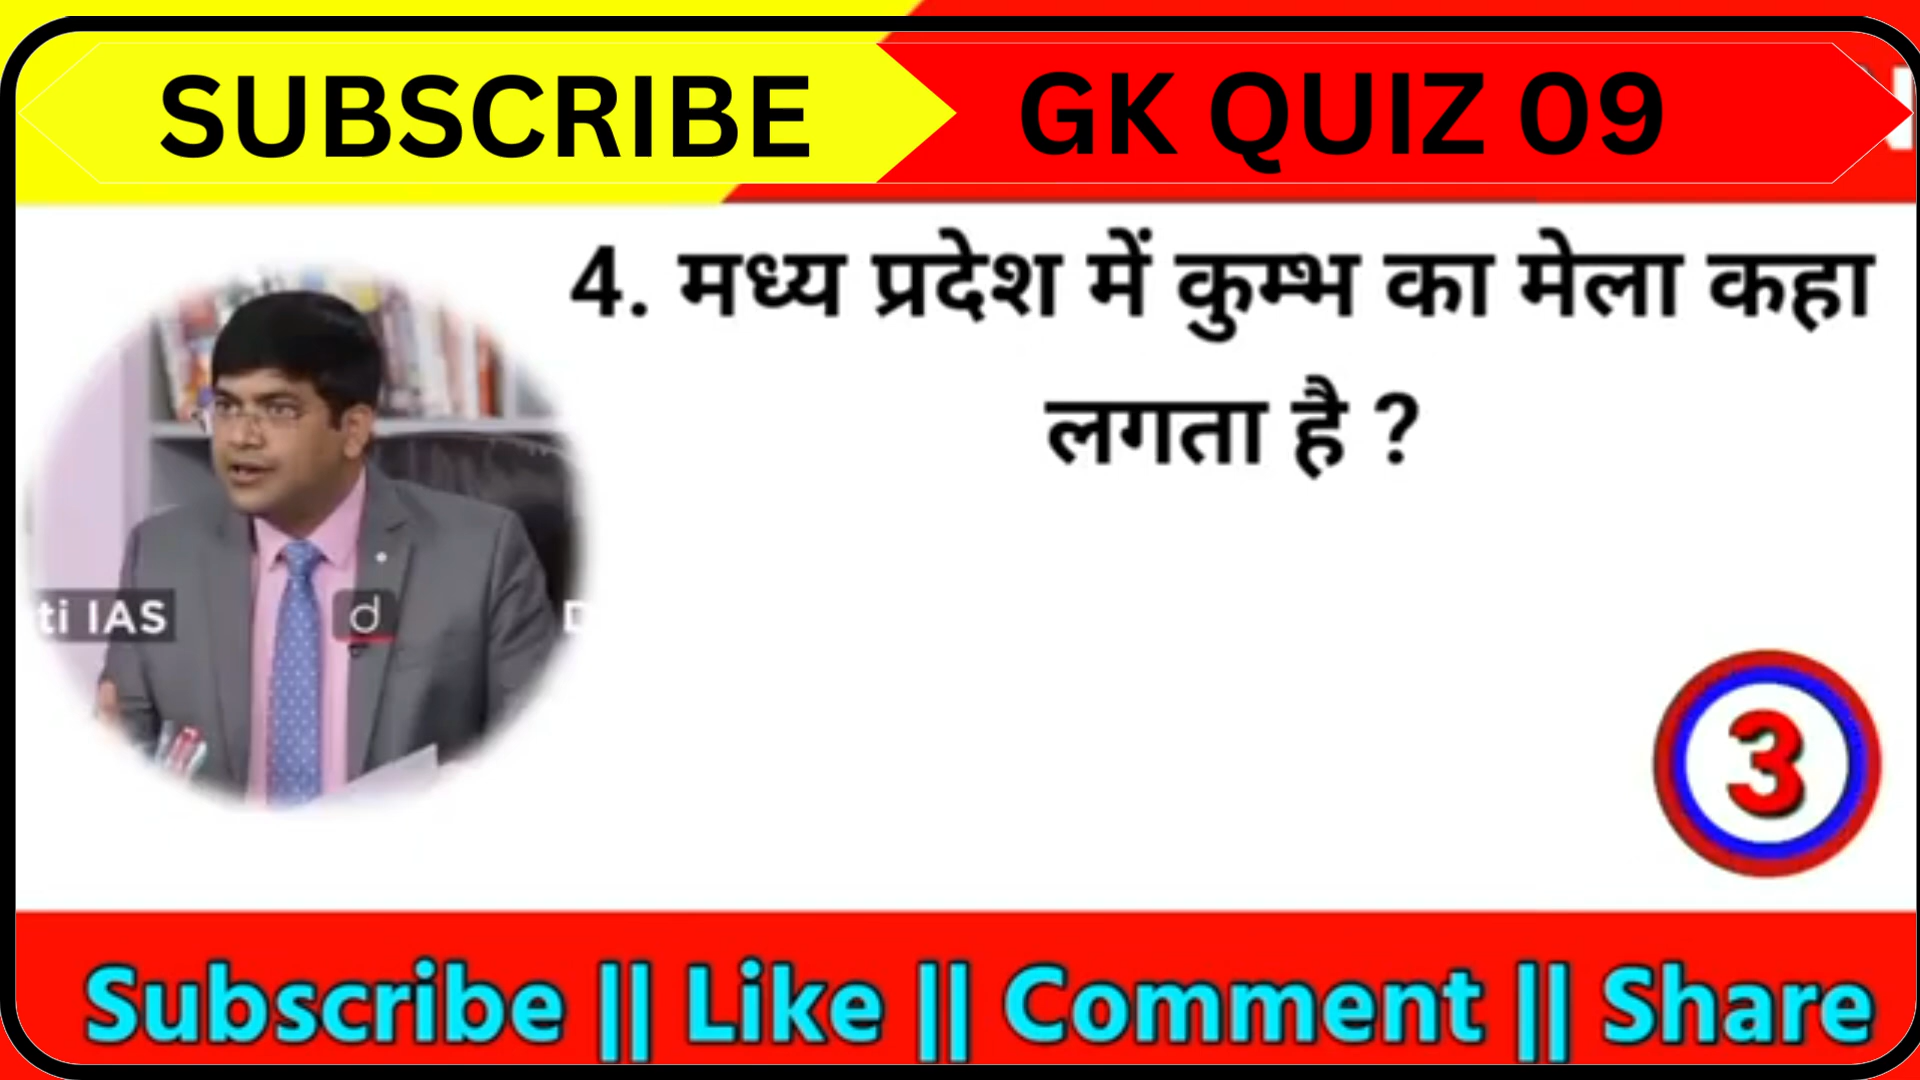 SUBSCRIBE
GK QUIZ 09
4. मध्य प्रदेश में कुम्भ का मेला कहा
लगता है ?
ti IAS
d
3
Subscribe || Like || Comment || Share